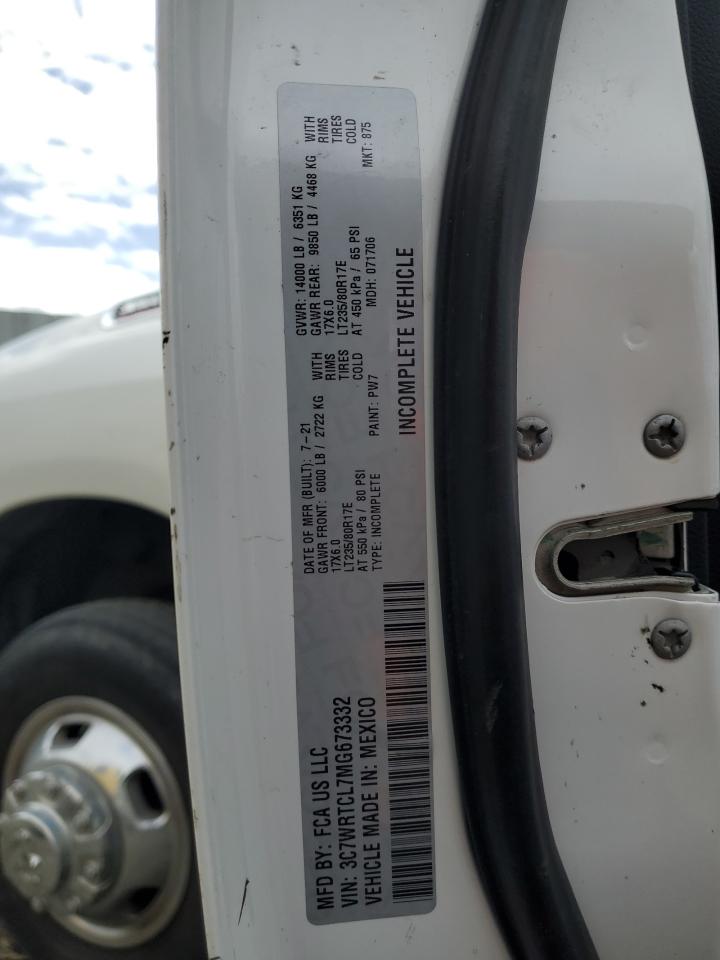 MFD BY: FCA US LLC
DATE OF MFR (BUILT): 7-21
GVWR: 14000 LB / 6351 KG
GAWR FRONT: 6000 LB / 2722 KG WITH
17X6.0 RIMS
LT235/80R17E TIRES
AT 550 kPa / 80 PSI COLD
GAWR REAR: 9850 LB / 4468 KG WITH
17X6.0 RIMS
LT235/80R17E TIRES
AT 450 kPa / 65 PSI COLD
VIN: 3C7WRTCL7MG673332
TYPE: INCOMPLETE PAINT: PW7 MDH: 071706 MKT: 875
VEHICLE MADE IN: MEXICO
INCOMPLETE VEHICLE